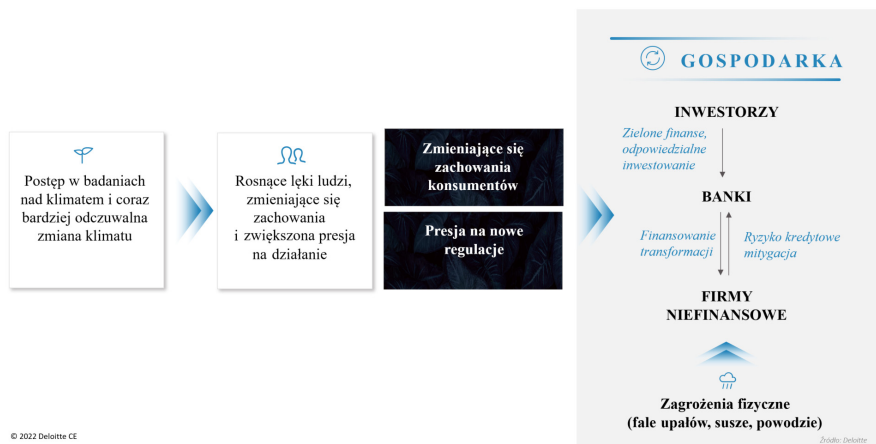 Postęp w badaniach
nad klimatem i coraz
bardziej odczuwalna
zmiana klimatu
Rosnące lęki ludzi,
zmieniające się
zachowania
i zwiększona presja
na działanie
Zmieniające się
zachowania
konsumentów
Presja na nowe
regulacje
GOSPODARKA
INWESTORZY
Zielone finanse,
odpowiedzialne
inwestowanie
BANKI
Finansowanie
transformacji
Ryzyko kredytowe
mitygacja
FIRMY
NIEFINANSOWE
Zagrożenia fizyczne
(fale upałów, susze, powodzie)
© 2022 Deloitte CE
Źródło: Deloitte